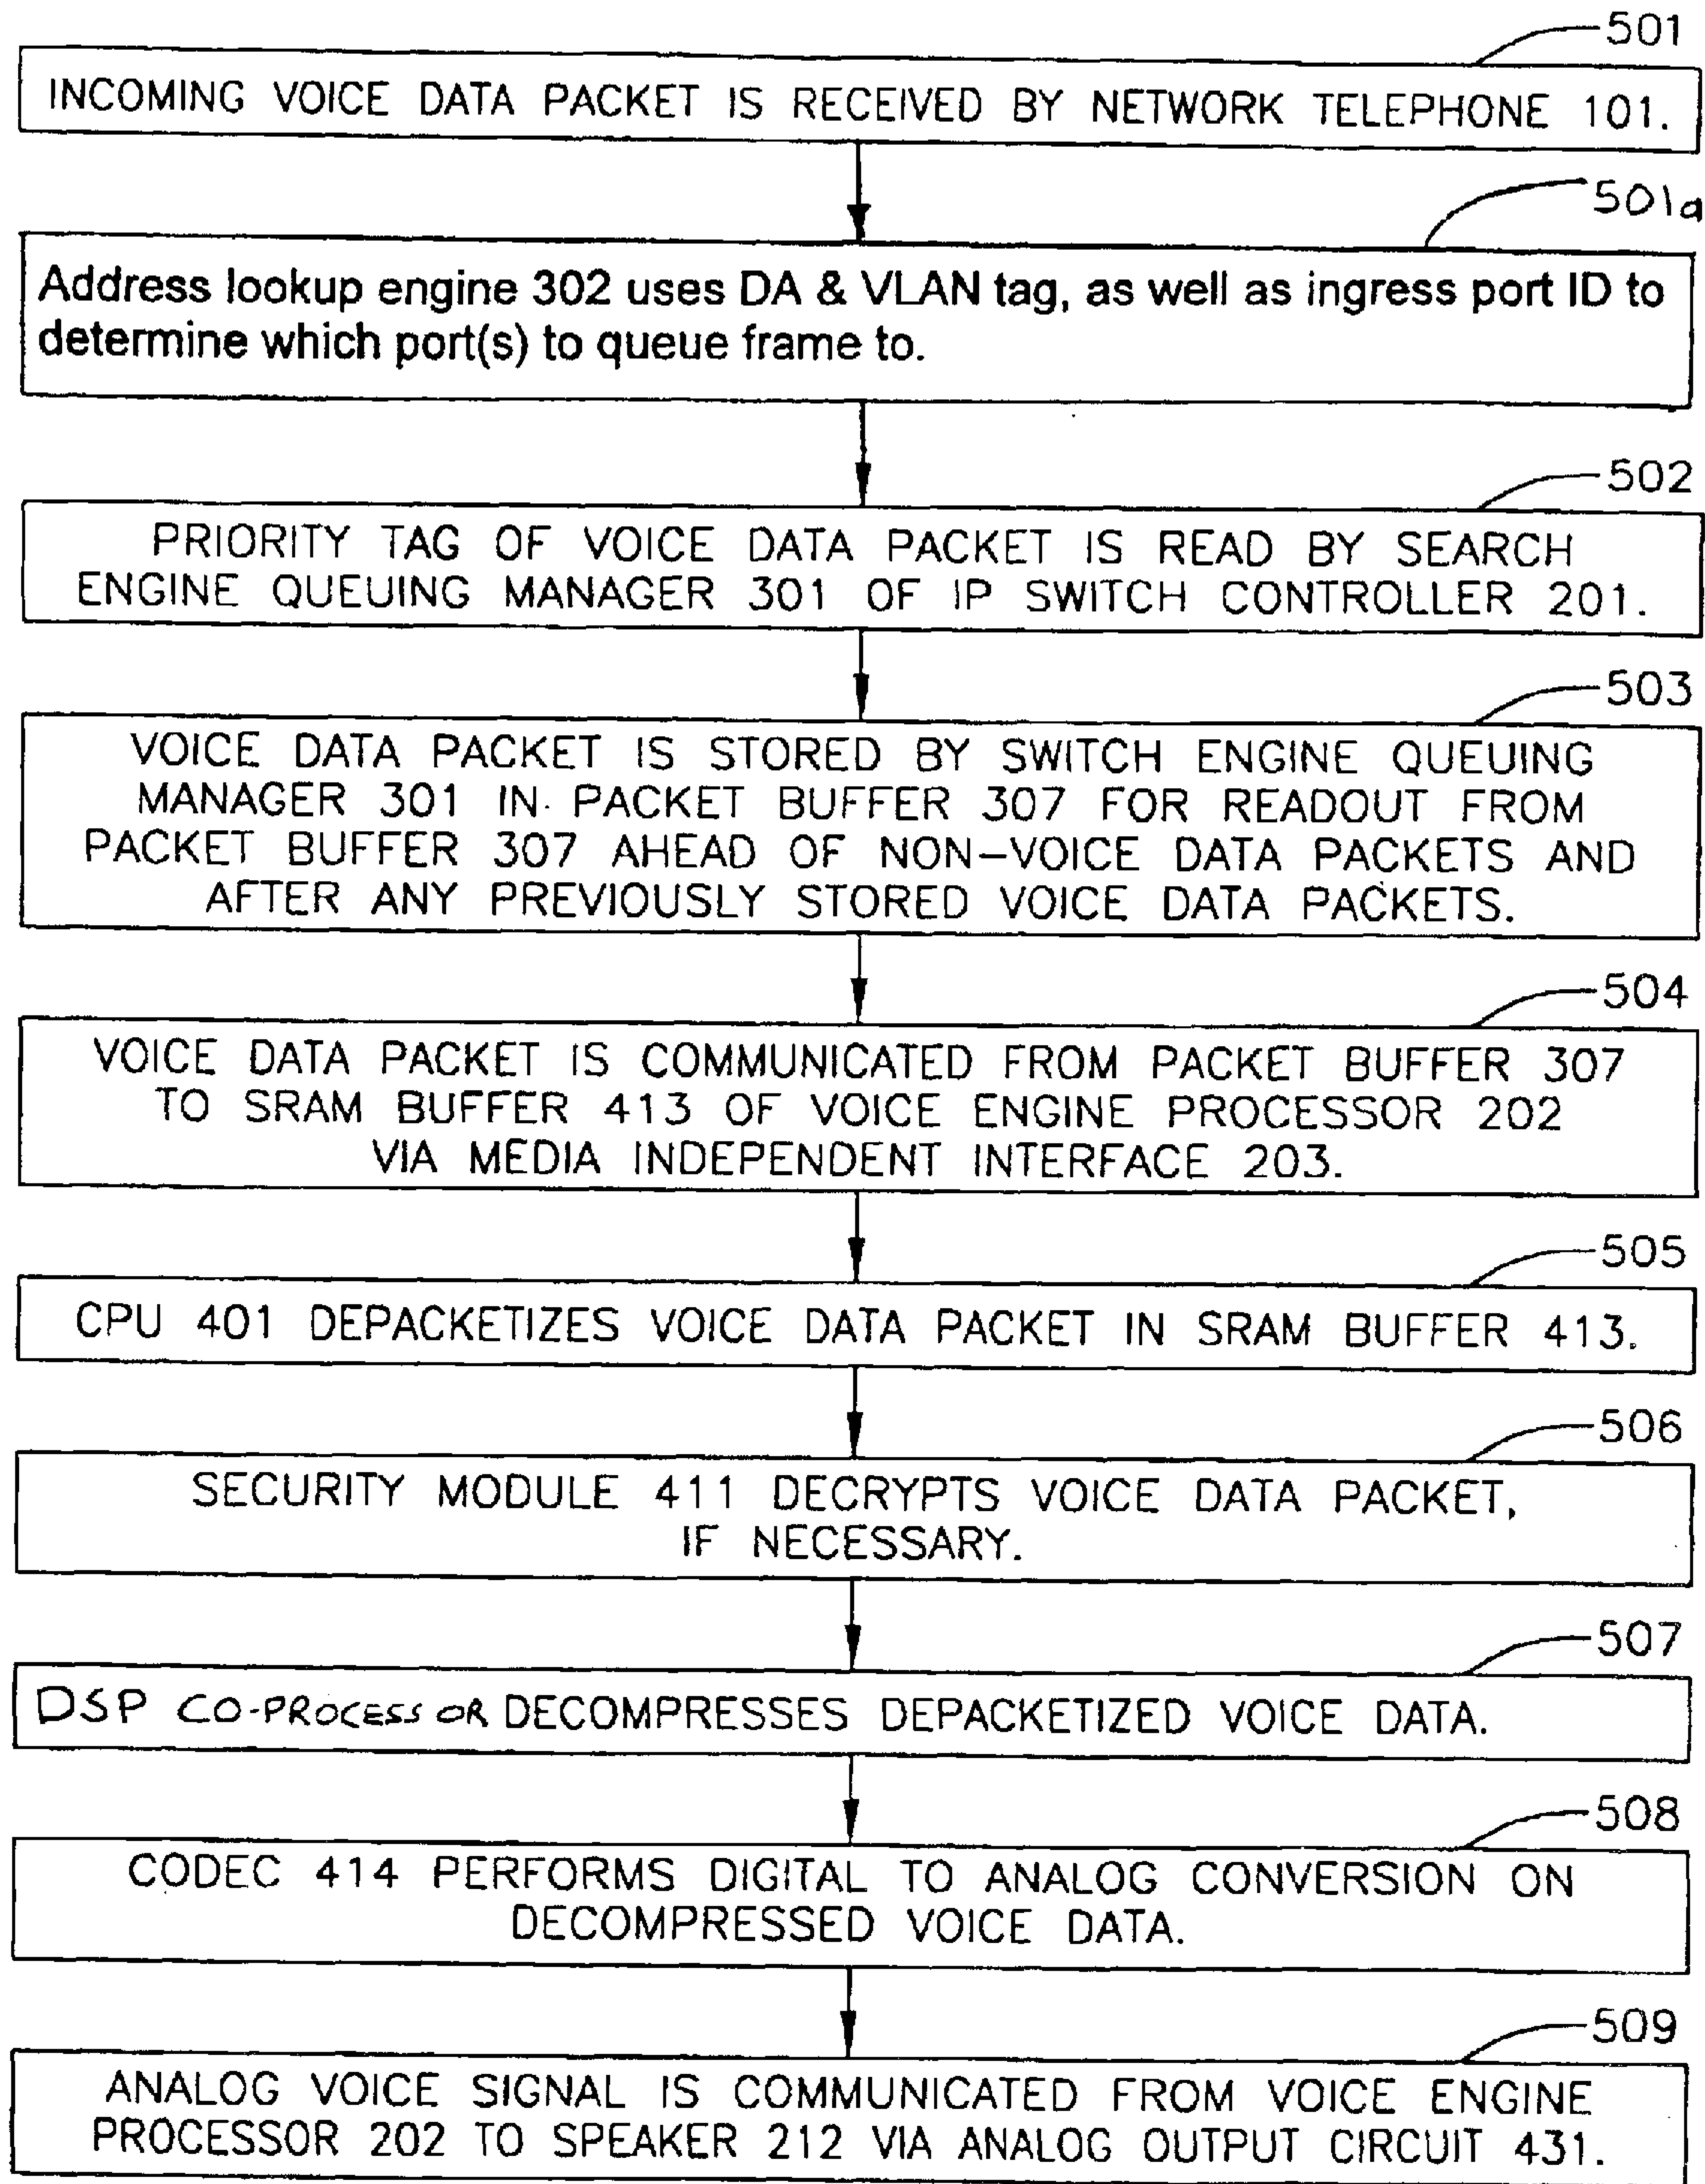 501
INCOMING VOICE DATA PACKET IS RECEIVED BY NETWORK TELEPHONE 101.
501a
Address lookup engine 302 uses DA & VLAN tag, as well as ingress port ID to
determine which port(s) to queue frame to.
502
PRIORITY TAG OF VOICE DATA PACKET IS READ BY SEARCH
ENGINE QUEUING MANAGER 301 OF IP SWITCH CONTROLLER 201.
503
VOICE DATA PACKET IS STORED BY SWITCH ENGINE QUEUING
MANAGER 301 IN PACKET BUFFER 307 FOR READOUT FROM
PACKET BUFFER 307 AHEAD OF NON-VOICE DATA PACKETS AND
AFTER ANY PREVIOUSLY STORED VOICE DATA PACKETS.
504
VOICE DATA PACKET IS COMMUNICATED FROM PACKET BUFFER 307
TO SRAM BUFFER 413 OF VOICE ENGINE PROCESSOR 202
VIA MEDIA INDEPENDENT INTERFACE 203.
505
CPU 401 DEPACKETIZES VOICE DATA PACKET IN SRAM BUFFER 413.
506
SECURITY MODULE 411 DECRYPTS VOICE DATA PACKET,
IF NECESSARY.
507
DSP CO-PROCESSOR DECOMPRESSES DEPACKETIZED VOICE DATA.
508
CODEC 414 PERFORMS DIGITAL TO ANALOG CONVERSION ON
DECOMPRESSED VOICE DATA.
509
ANALOG VOICE SIGNAL IS COMMUNICATED FROM VOICE ENGINE
PROCESSOR 202 TO SPEAKER 212 VIA ANALOG OUTPUT CIRCUIT 431.